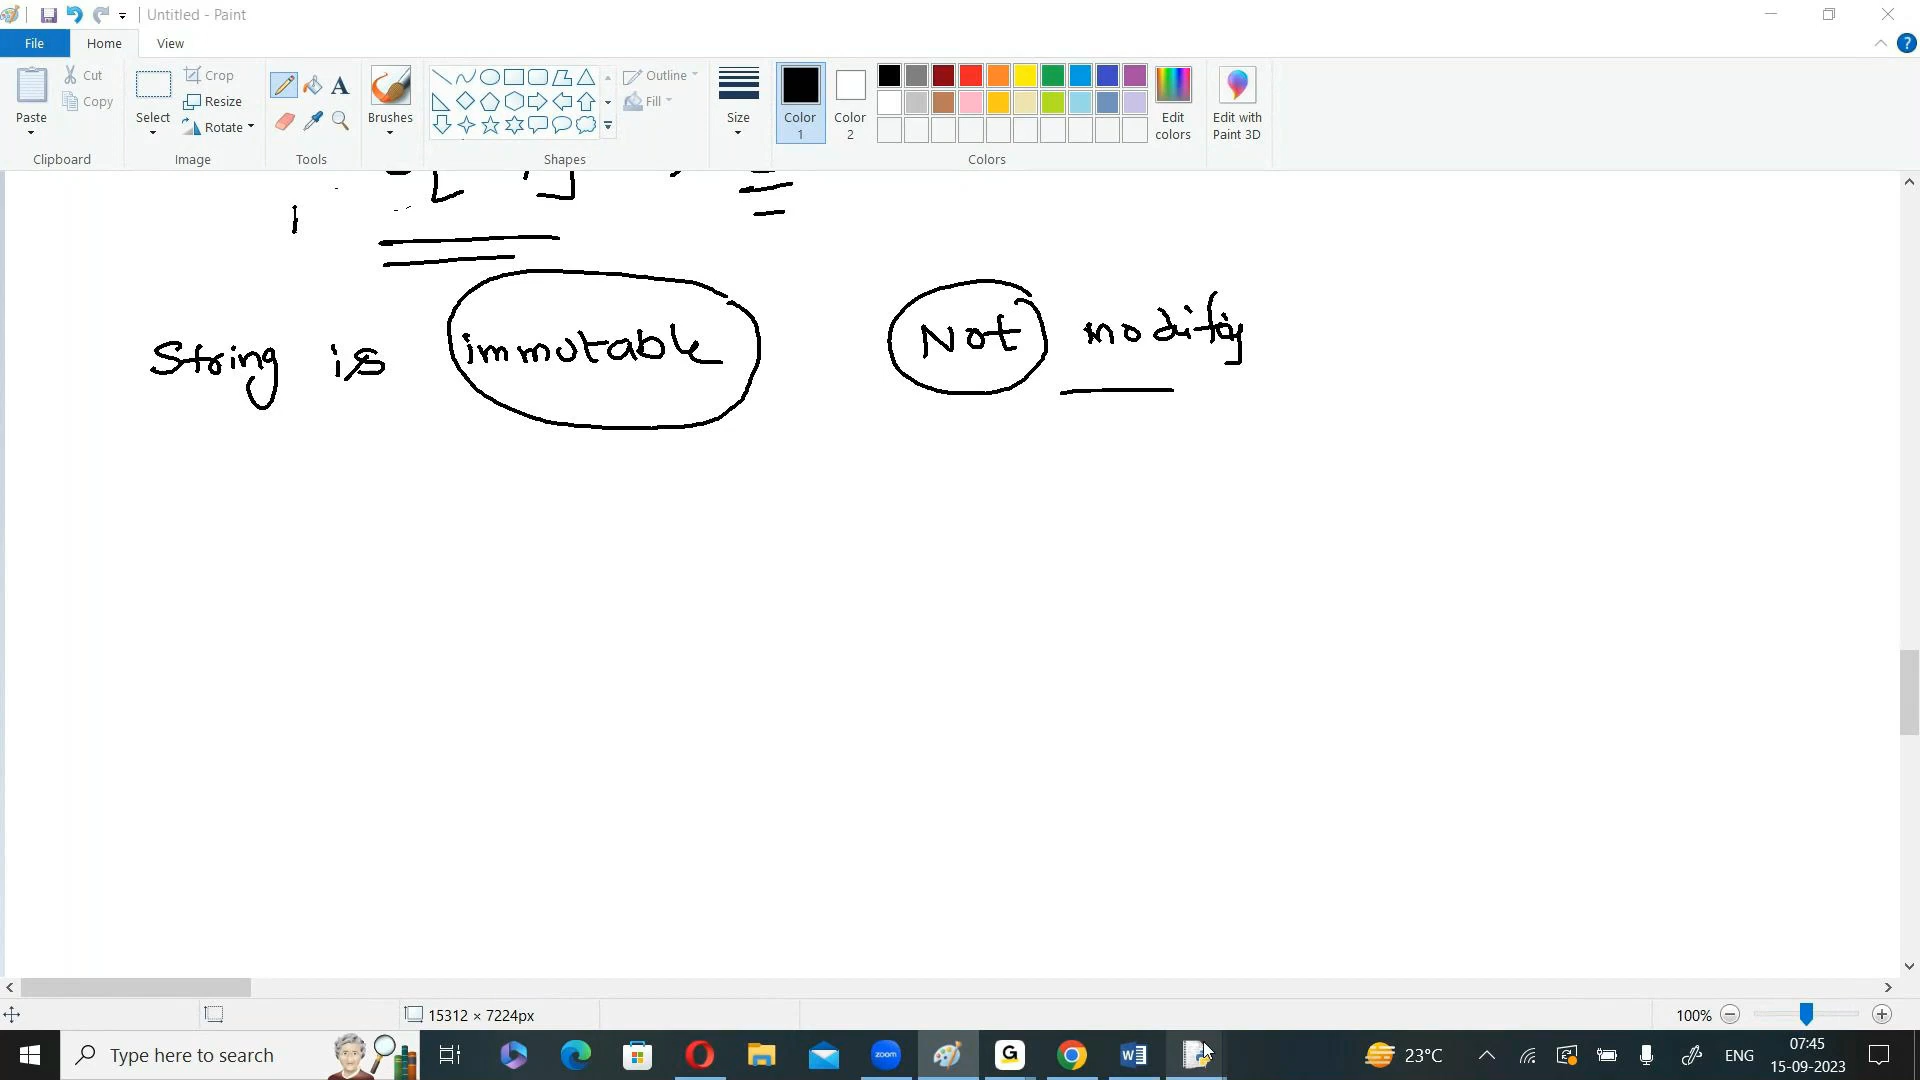 Untitled - Paint
File Home View
Paste Cut Copy Clipboard
Select Crop Resize Rotate Image
Tools
Brushes
Outline Fill Shapes
Size
Color 1 Color 2 Edit colors Colors
Edit with Paint 3D
String is immutable Not modifiy
15312 × 7224px 100%
Type here to search zoom 23°C ENG 07:45 15-09-2023